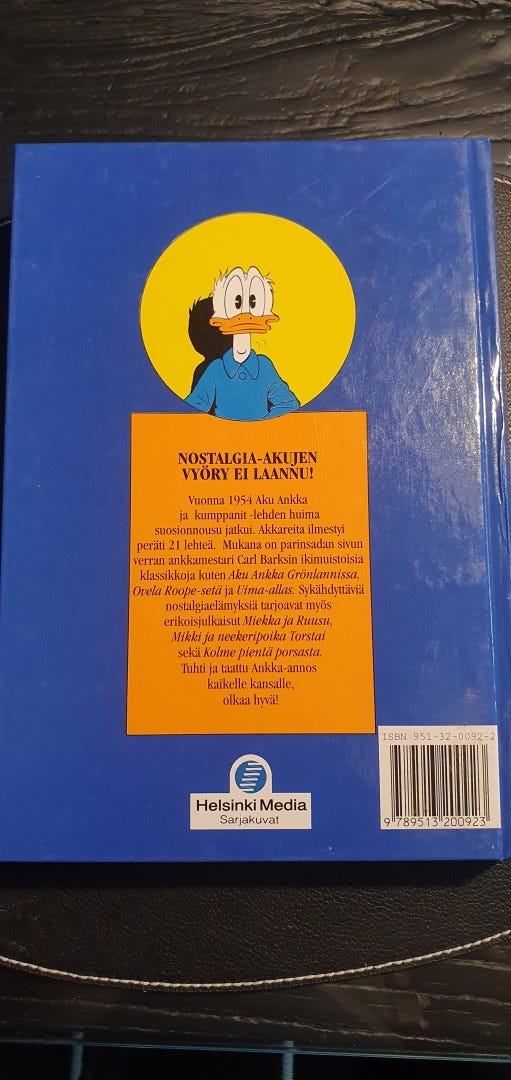 NOSTALGIA-AKUJEN
VYÖRY EI LAANNU!
Vuonna 1954 Aku Ankka
ja kumppanit -lehden huima
suosionnousu jatkui. Akkareita ilmestyi
peräti 21 lehteä. Mukana on parinsadan sivun
verran ankkamestari Carl Barksin ikimuistoisia
klassikkoja kuten Aku Ankka Grönlannissa,
Ovela Roope-setä ja Uima-allas. Sykähdyttäviä
nostalgiaelämyksiä tarjoavat myös
erikoisjulkaisut Miekka ja Ruusu,
Mikki ja neekeripoika Torstai
sekä Kolme pientä porsasta.
Tuhti ja taattu Ankka-annos
kaikelle kansalle,
olkaa hyvä!
ISBN 951-32-0092-2
9 789513 200923
Helsinki Media
Sarjakuvat